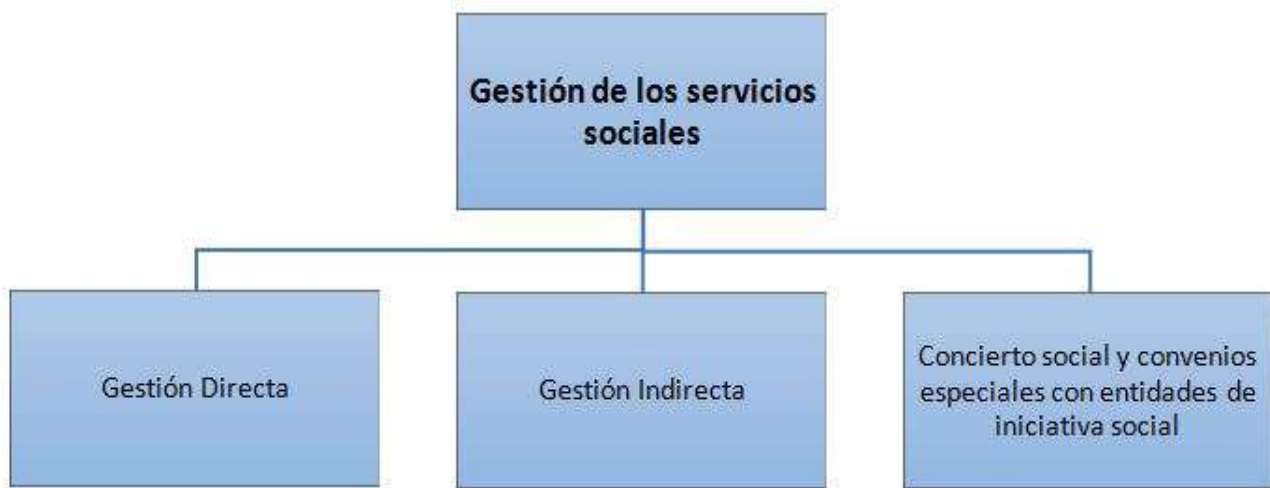 Gestión de los servicios
sociales
Gestión Directa
Gestión Indirecta
Concierto social y convenios
especiales con entidades de
iniciativa social